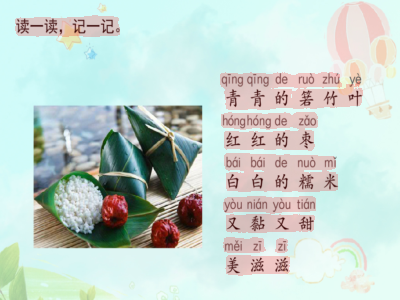 读一读，记一记。
qīng qīng de ruò zhú yè
青青的箬竹叶
hóng hóng de zǎo
红红的枣
bái bái de nuò mǐ
白白的糯米
yòu nián yòu tián
又黏又甜
měi zī zī
美滋滋